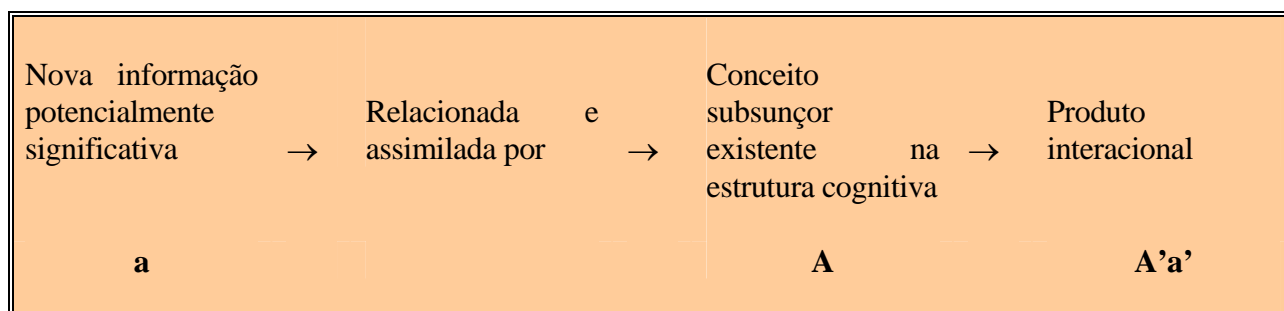 Nova informação
potencialmente
significativa
→
Relacionada e
assimilada por
→
Conceito
subsunçor
existente na
estrutura cognitiva
→
Produto
interacional
a
A
A’a’